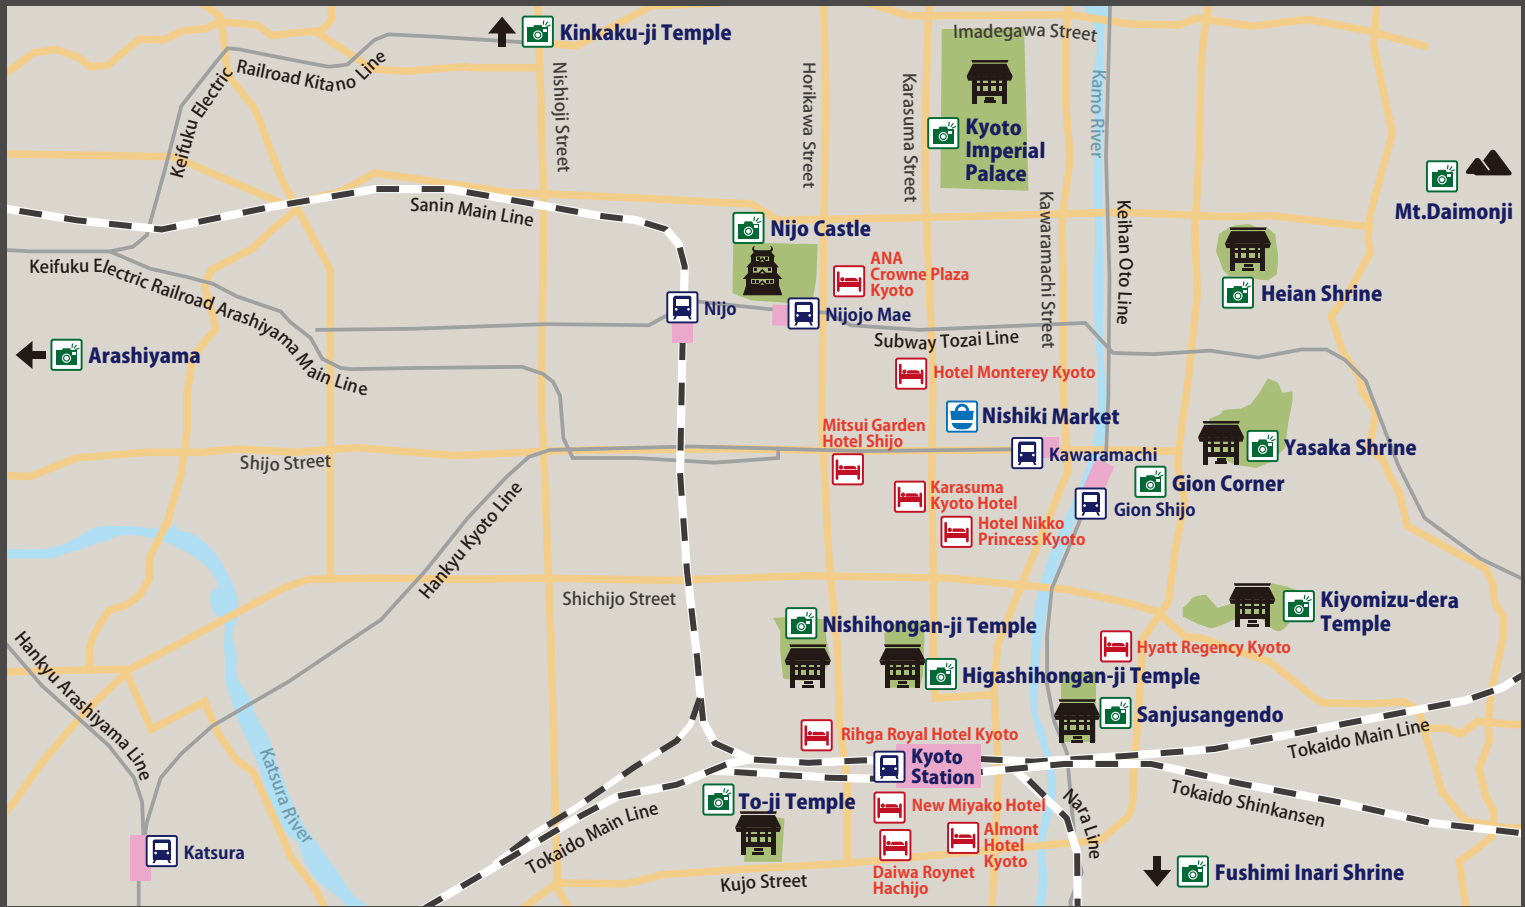 Kinkaku-ji Temple
Imadegawa Street
Railroad Kitano Line
Keifuku Electric
Nishioji Street
Horikawa Street
Karasuma Street
Kamo River
Kyoto
Imperial
Palace
Mt.Daimonji
Sanin Main Line
Kawaramachi Street
Keihan Oto Line
Nijo Castle
ANA
Crowne Plaza
Kyoto
Keifuku Electric Railroad Arashiyama Main Line
Heian Shrine
Nijo
Nijojo Mae
Subway Tozai Line
Arashiyama
Hotel Monterey Kyoto
Nishiki Market
Mitsui Garden
Hotel Shijo
Kawaramachi
Yasaka Shrine
Shijo Street
Gion Corner
Karasuma
Kyoto Hotel
Gion Shijo
Hotel Nikko
Princess Kyoto
Hankyu Kyoto Line
Shichijo Street
Kiyomizu-dera
Temple
Nishihongan-ji Temple
Hyatt Regency Kyoto
Higashihongan-ji Temple
Hankyu Arashiyama Line
Sanjusangendo
Rihga Royal Hotel Kyoto
Tokaido Main Line
Kyoto
Station
Katsura River
To-ji Temple
New Miyako Hotel
Tokaido Shinkansen
Nara Line
Tokaido Main Line
Almont
Hotel
Kyoto
Katsura
Daiwa Roynet
Hachijo
Kujo Street
Fushimi Inari Shrine